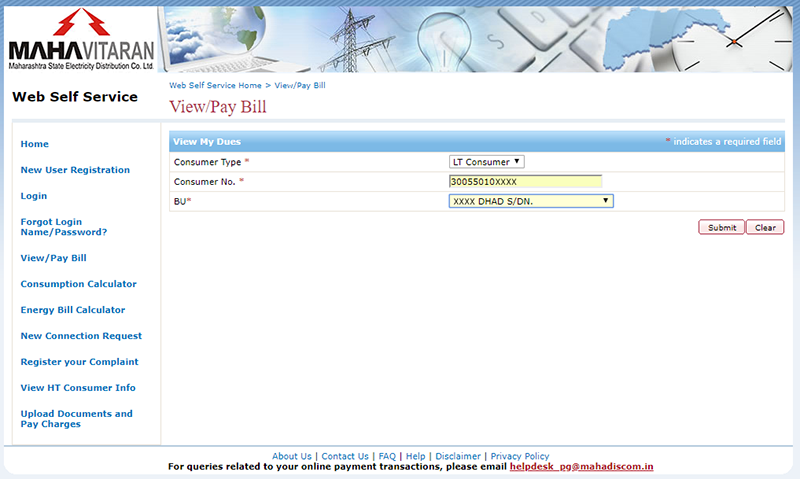 MAHAVITARAN
Maharashtra State Electricity Distribution Co. Ltd.
Web Self Service
Web Self Service Home > View/Pay Bill
View/Pay Bill
Home
New User Registration
Login
Forgot Login
Name/Password?
View/Pay Bill
Consumption Calculator
Energy Bill Calculator
New Connection Request
Register your Complaint
View HT Consumer Info
Upload Documents and
Pay Charges
View My Dues * indicates a required field
Consumer Type * LT Consumer
Consumer No. * 30055010XXXX
BU* XXXX DHAD S/DN.
Submit Clear
About Us | Contact Us | FAQ | Help | Disclaimer | Privacy Policy
For queries related to your online payment transactions, please email helpdesk_pg@mahadiscom.in